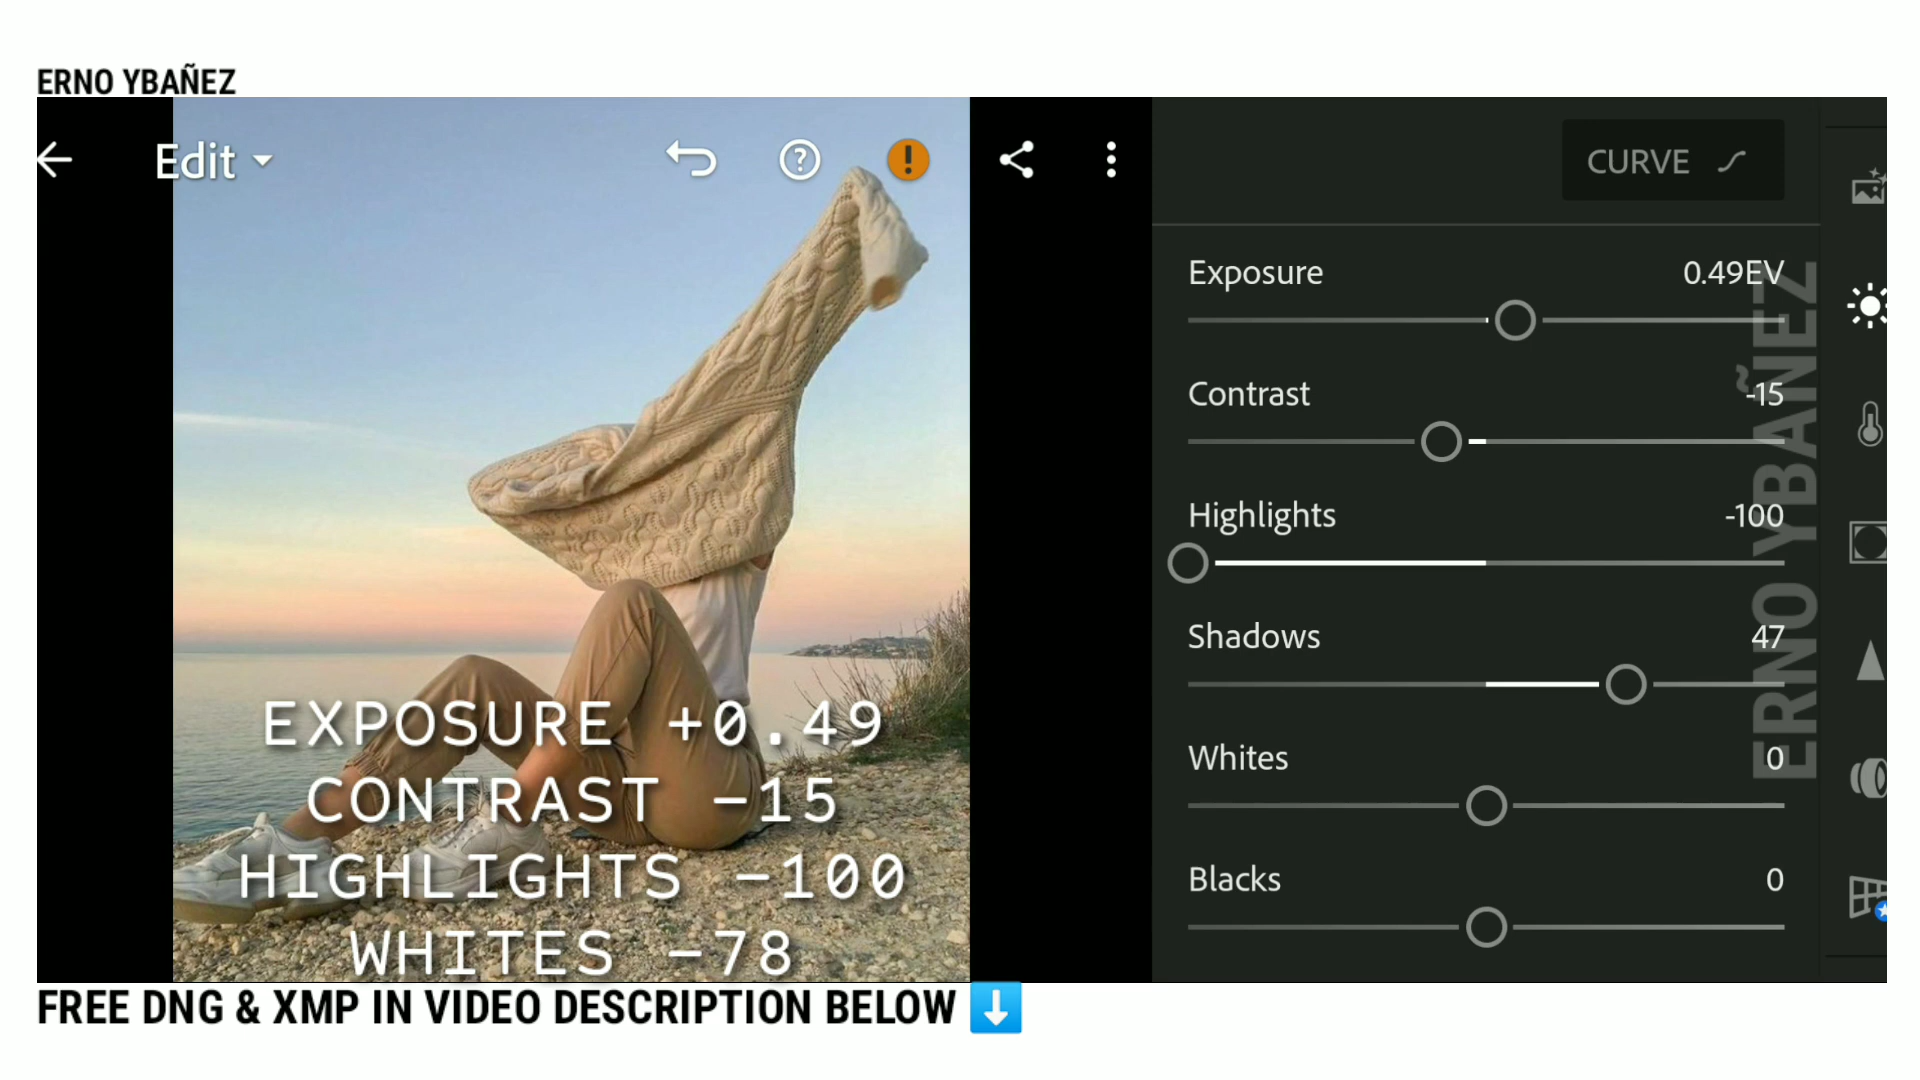 ERNO YBAÑEZ
Edit
CURVE
Exposure 0.49EV
Contrast -15
Highlights -100
Shadows 47
Whites 0
Blacks 0
ERNO YBAÑEZ
EXPOSURE +0.49
CONTRAST -15
HIGHLIGHTS -100
WHITES -78
FREE DNG & XMP IN VIDEO DESCRIPTION BELOW ⬇️